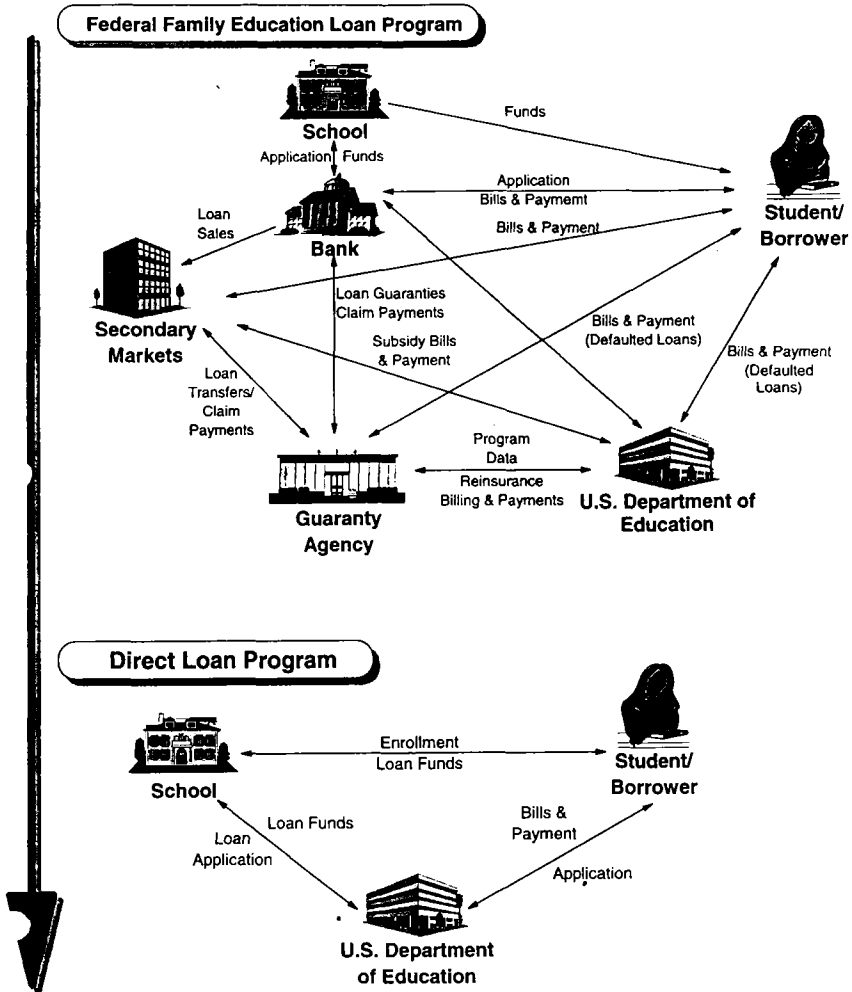 Federal Family Education Loan Program
School
Funds
Application
Funds
Application
Bills & Paymemt
Student/
Borrower
Bank
Loan
Sales
Bills & Payment
Secondary
Markets
Loan Guaranties
Claim Payments
Subsidy Bills
& Payment
Bills & Payment
(Defaulted Loans)
Bills & Payment
(Defaulted
Loans)
Loan
Transfers/
Claim
Payments
Program
Data
Reinsurance
Billing & Payments
Guaranty
Agency
U.S. Department of
Education
Direct Loan Program
School
Enrollment
Loan Funds
Student/
Borrower
Loan Funds
Loan
Application
Bills &
Payment
Application
U.S. Department
of Education